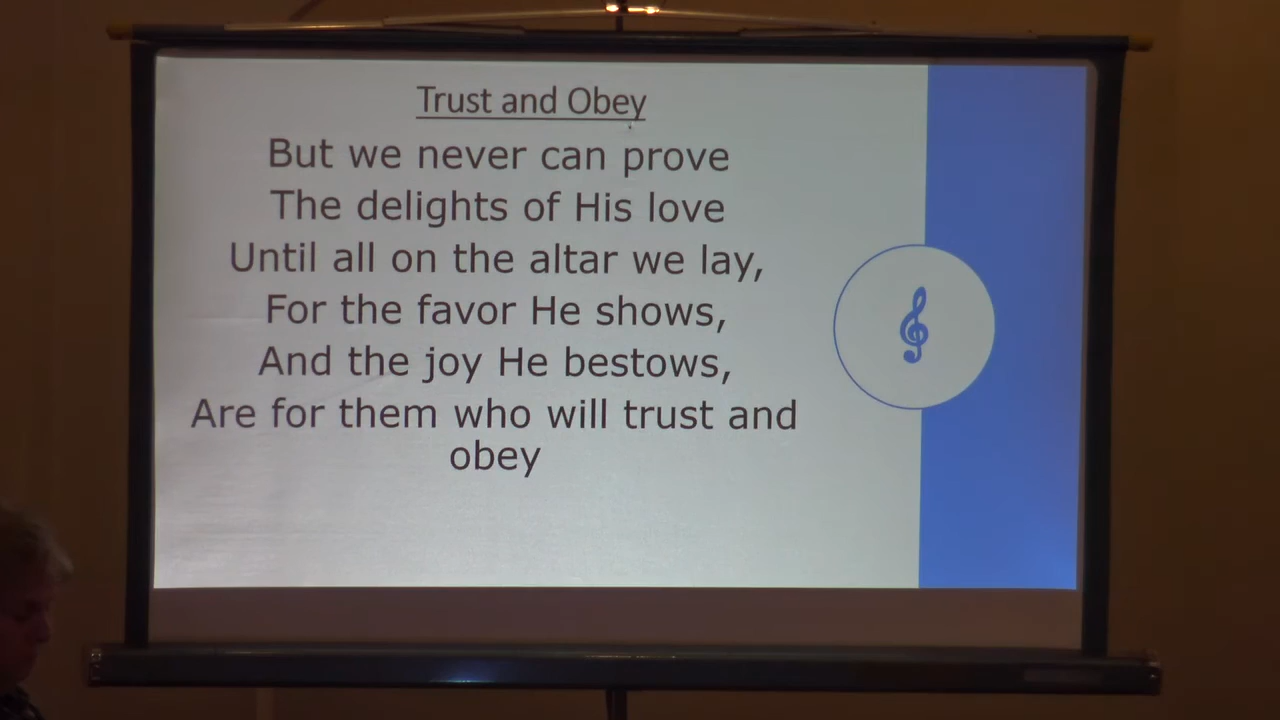 Trust and Obey
But we never can prove
The delights of His love
Until all on the altar we lay,
For the favor He shows,
And the joy He bestows,
Are for them who will trust and
obey